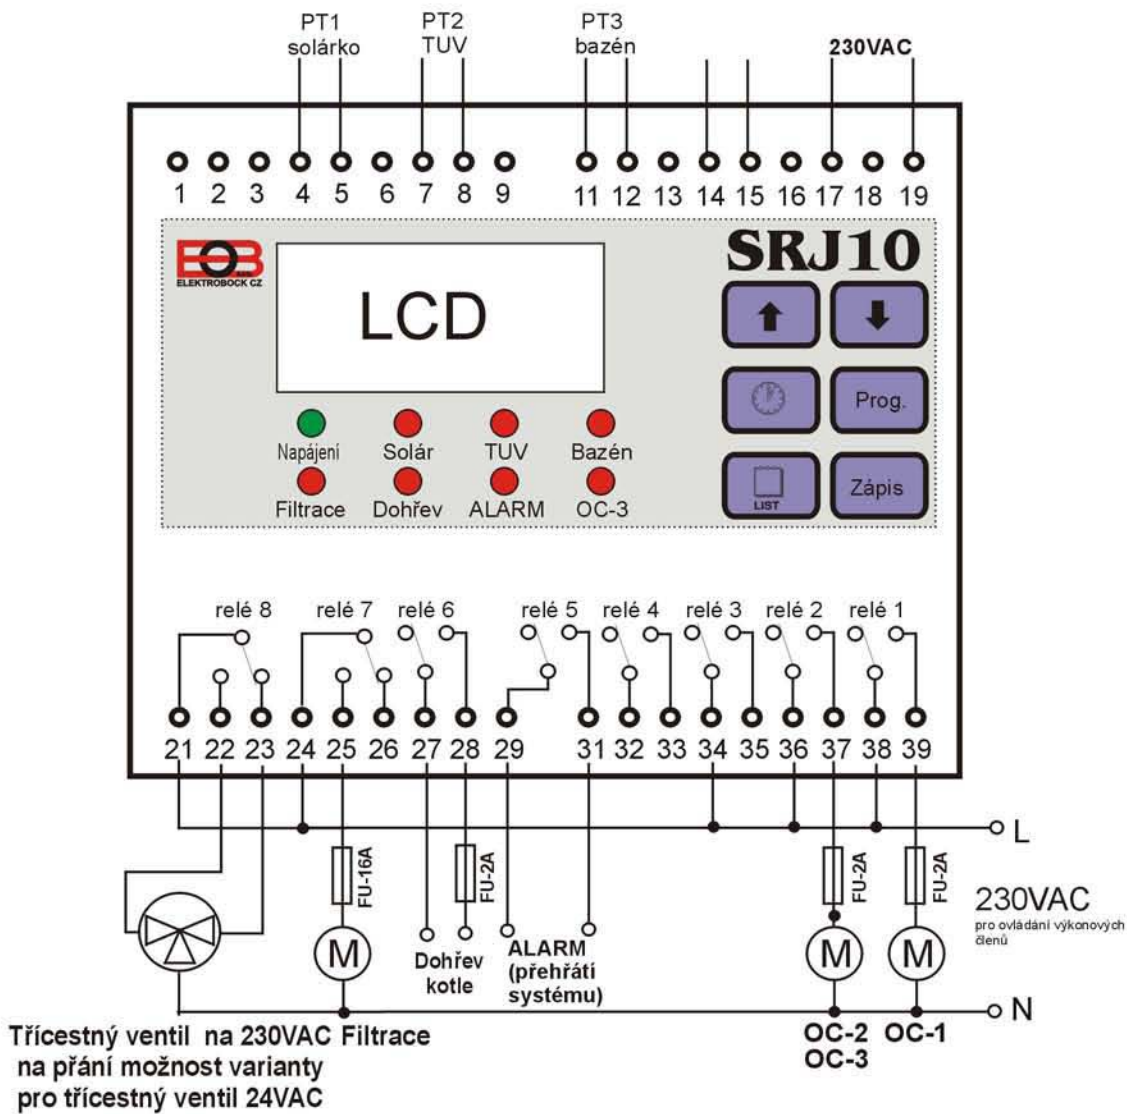 PT1 PT2 PT3
solárko TUV bazén 230VAC
1 2 3 4 5 6 7 8 9 11 12 13 14 15 16 17 18 19
EOB
ELEKTROBOCK CZ
LCD
SRJ10
Prog.
Napájení Solár TUV Bazén
LIST
Zápis
Filtrace Dohřev ALARM OC-3
relé 8 relé 7 relé 6 relé 5 relé 4 relé 3 relé 2 relé 1
21 22 23 24 25 26 27 28 29 31 32 33 34 35 36 37 38 39
L
FU-16A FU-2A FU-2A FU-2A
230VAC
pro ovládání výkonových
členů
M M M
Dohřev
kotle
ALARM
(přehřátí
systému)
N
Třícestný ventil na 230VAC Filtrace
na přání možnost varianty
pro třícestný ventil 24VAC
OC-2 OC-1
OC-3